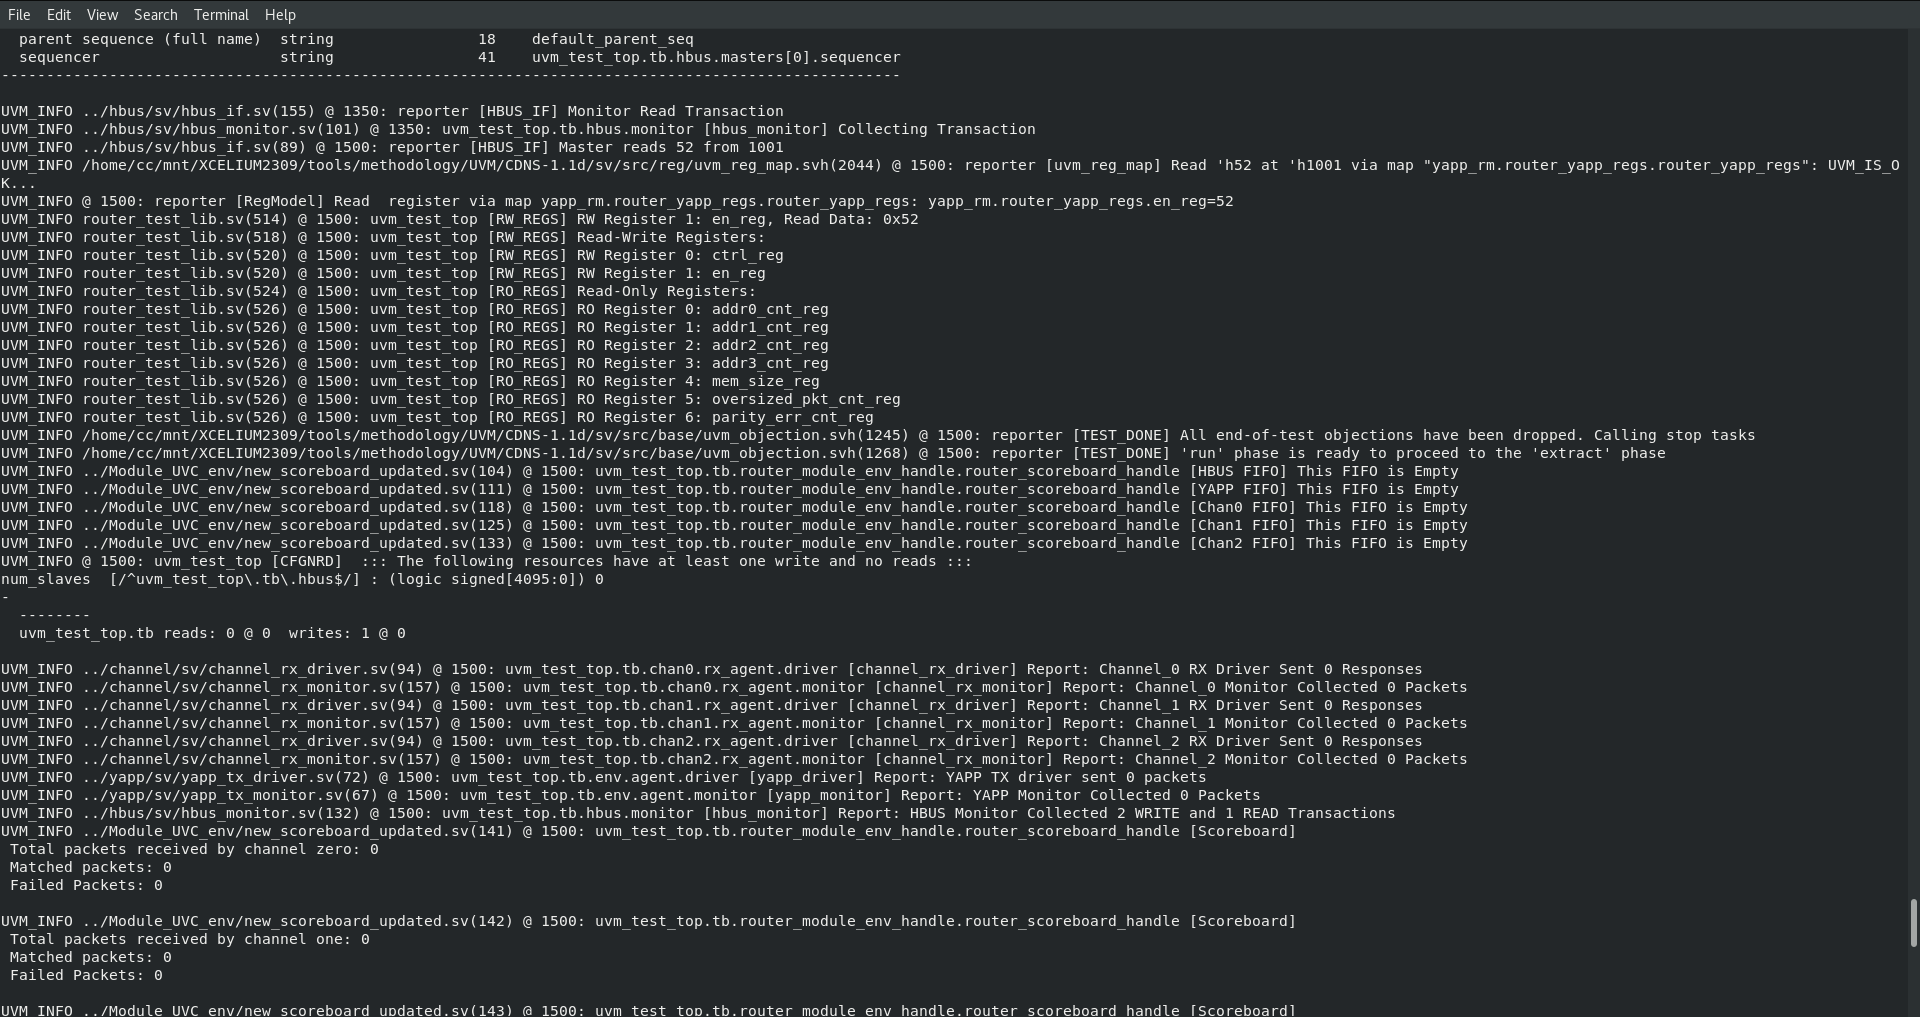 File Edit View Search Terminal Help
parent sequence (full name) string 18 default_parent_seq
sequencer string 41 uvm_test_top.tb.hbus.masters[0].sequencer
----------------------------------------------------------------------------------------------------
UVM_INFO ../hbus/sv/hbus_if.sv(155) @ 1350: reporter [HBUS_IF] Monitor Read Transaction
UVM_INFO ../hbus/sv/hbus_monitor.sv(101) @ 1350: uvm_test_top.tb.hbus.monitor [hbus_monitor] Collecting Transaction
UVM_INFO ../hbus/sv/hbus_if.sv(89) @ 1500: reporter [HBUS_IF] Master reads 52 from 1001
UVM_INFO /home/cc/mnt/XCELIUM2309/tools/methodology/UVM/CDNS-1.1d/sv/src/reg/uvm_reg_map.svh(2044) @ 1500: reporter [uvm_reg_map] Read 'h52 at 'h1001 via map "yapp_rm.router_yapp_regs.router_yapp_regs": UVM_IS_O
K...
UVM_INFO @ 1500: reporter [RegModel] Read  register via map yapp_rm.router_yapp_regs.router_yapp_regs: yapp_rm.router_yapp_regs.en_reg=52
UVM_INFO router_test_lib.sv(514) @ 1500: uvm_test_top [RW_REGS] RW Register 1: en_reg, Read Data: 0x52
UVM_INFO router_test_lib.sv(518) @ 1500: uvm_test_top [RW_REGS] Read-Write Registers:
UVM_INFO router_test_lib.sv(520) @ 1500: uvm_test_top [RW_REGS] RW Register 0: ctrl_reg
UVM_INFO router_test_lib.sv(520) @ 1500: uvm_test_top [RW_REGS] RW Register 1: en_reg
UVM_INFO router_test_lib.sv(524) @ 1500: uvm_test_top [RO_REGS] Read-Only Registers:
UVM_INFO router_test_lib.sv(526) @ 1500: uvm_test_top [RO_REGS] RO Register 0: addr0_cnt_reg
UVM_INFO router_test_lib.sv(526) @ 1500: uvm_test_top [RO_REGS] RO Register 1: addr1_cnt_reg
UVM_INFO router_test_lib.sv(526) @ 1500: uvm_test_top [RO_REGS] RO Register 2: addr2_cnt_reg
UVM_INFO router_test_lib.sv(526) @ 1500: uvm_test_top [RO_REGS] RO Register 3: addr3_cnt_reg
UVM_INFO router_test_lib.sv(526) @ 1500: uvm_test_top [RO_REGS] RO Register 4: mem_size_reg
UVM_INFO router_test_lib.sv(526) @ 1500: uvm_test_top [RO_REGS] RO Register 5: oversized_pkt_cnt_reg
UVM_INFO router_test_lib.sv(526) @ 1500: uvm_test_top [RO_REGS] RO Register 6: parity_err_cnt_reg
UVM_INFO /home/cc/mnt/XCELIUM2309/tools/methodology/UVM/CDNS-1.1d/sv/src/base/uvm_objection.svh(1245) @ 1500: reporter [TEST_DONE] All end-of-test objections have been dropped. Calling stop tasks
UVM_INFO /home/cc/mnt/XCELIUM2309/tools/methodology/UVM/CDNS-1.1d/sv/src/base/uvm_objection.svh(1268) @ 1500: reporter [TEST_DONE] 'run' phase is ready to proceed to the 'extract' phase
UVM_INFO ../Module_UVC_env/new_scoreboard_updated.sv(104) @ 1500: uvm_test_top.tb.router_module_env_handle.router_scoreboard_handle [HBUS FIFO] This FIFO is Empty
UVM_INFO ../Module_UVC_env/new_scoreboard_updated.sv(111) @ 1500: uvm_test_top.tb.router_module_env_handle.router_scoreboard_handle [YAPP FIFO] This FIFO is Empty
UVM_INFO ../Module_UVC_env/new_scoreboard_updated.sv(118) @ 1500: uvm_test_top.tb.router_module_env_handle.router_scoreboard_handle [Chan0 FIFO] This FIFO is Empty
UVM_INFO ../Module_UVC_env/new_scoreboard_updated.sv(125) @ 1500: uvm_test_top.tb.router_module_env_handle.router_scoreboard_handle [Chan1 FIFO] This FIFO is Empty
UVM_INFO ../Module_UVC_env/new_scoreboard_updated.sv(133) @ 1500: uvm_test_top.tb.router_module_env_handle.router_scoreboard_handle [Chan2 FIFO] This FIFO is Empty
UVM_INFO @ 1500: uvm_test_top [CFGNRD]  ::: The following resources have at least one write and no reads :::
num_slaves  [/^uvm_test_top\.tb\.hbus$/] : (logic signed[4095:0]) 0
-
--------
uvm_test_top.tb reads: 0 @ 0  writes: 1 @ 0
UVM_INFO ../channel/sv/channel_rx_driver.sv(94) @ 1500: uvm_test_top.tb.chan0.rx_agent.driver [channel_rx_driver] Report: Channel_0 RX Driver Sent 0 Responses
UVM_INFO ../channel/sv/channel_rx_monitor.sv(157) @ 1500: uvm_test_top.tb.chan0.rx_agent.monitor [channel_rx_monitor] Report: Channel_0 Monitor Collected 0 Packets
UVM_INFO ../channel/sv/channel_rx_driver.sv(94) @ 1500: uvm_test_top.tb.chan1.rx_agent.driver [channel_rx_driver] Report: Channel_1 RX Driver Sent 0 Responses
UVM_INFO ../channel/sv/channel_rx_monitor.sv(157) @ 1500: uvm_test_top.tb.chan1.rx_agent.monitor [channel_rx_monitor] Report: Channel_1 Monitor Collected 0 Packets
UVM_INFO ../channel/sv/channel_rx_driver.sv(94) @ 1500: uvm_test_top.tb.chan2.rx_agent.driver [channel_rx_driver] Report: Channel_2 RX Driver Sent 0 Responses
UVM_INFO ../channel/sv/channel_rx_monitor.sv(157) @ 1500: uvm_test_top.tb.chan2.rx_agent.monitor [channel_rx_monitor] Report: Channel_2 Monitor Collected 0 Packets
UVM_INFO ../yapp/sv/yapp_tx_driver.sv(72) @ 1500: uvm_test_top.tb.env.agent.driver [yapp_driver] Report: YAPP TX driver sent 0 packets
UVM_INFO ../yapp/sv/yapp_tx_monitor.sv(67) @ 1500: uvm_test_top.tb.env.agent.monitor [yapp_monitor] Report: YAPP Monitor Collected 0 Packets
UVM_INFO ../hbus/sv/hbus_monitor.sv(132) @ 1500: uvm_test_top.tb.hbus.monitor [hbus_monitor] Report: HBUS Monitor Collected 2 WRITE and 1 READ Transactions
UVM_INFO ../Module_UVC_env/new_scoreboard_updated.sv(141) @ 1500: uvm_test_top.tb.router_module_env_handle.router_scoreboard_handle [Scoreboard]
Total packets received by channel zero: 0
Matched packets: 0
Failed Packets: 0
UVM_INFO ../Module_UVC_env/new_scoreboard_updated.sv(142) @ 1500: uvm_test_top.tb.router_module_env_handle.router_scoreboard_handle [Scoreboard]
Total packets received by channel one: 0
Matched packets: 0
Failed Packets: 0
UVM_INFO ../Module_UVC_env/new_scoreboard_updated.sv(143) @ 1500: uvm_test_top.tb.router_module_env_handle.router_scoreboard_handle [Scoreboard]